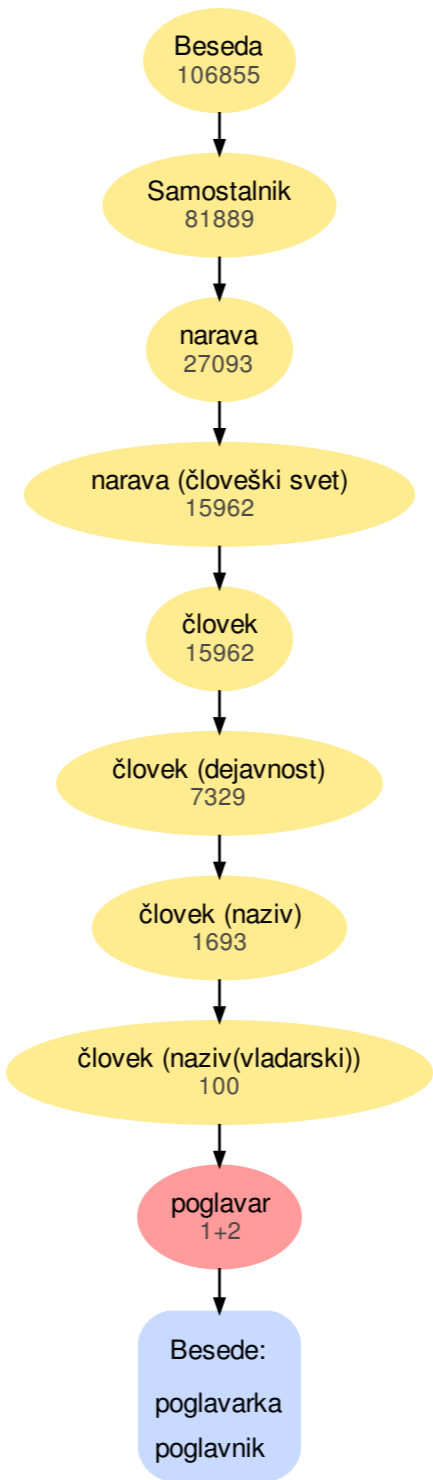 Beseda
106855
Samostalnik
81889
narava
27093
narava (človeški svet)
15962
človek
15962
človek (dejavnost)
7329
človek (naziv)
1693
človek (naziv(vladarski))
100
poglavar
1+2
Besede:
poglavarka
poglavnik